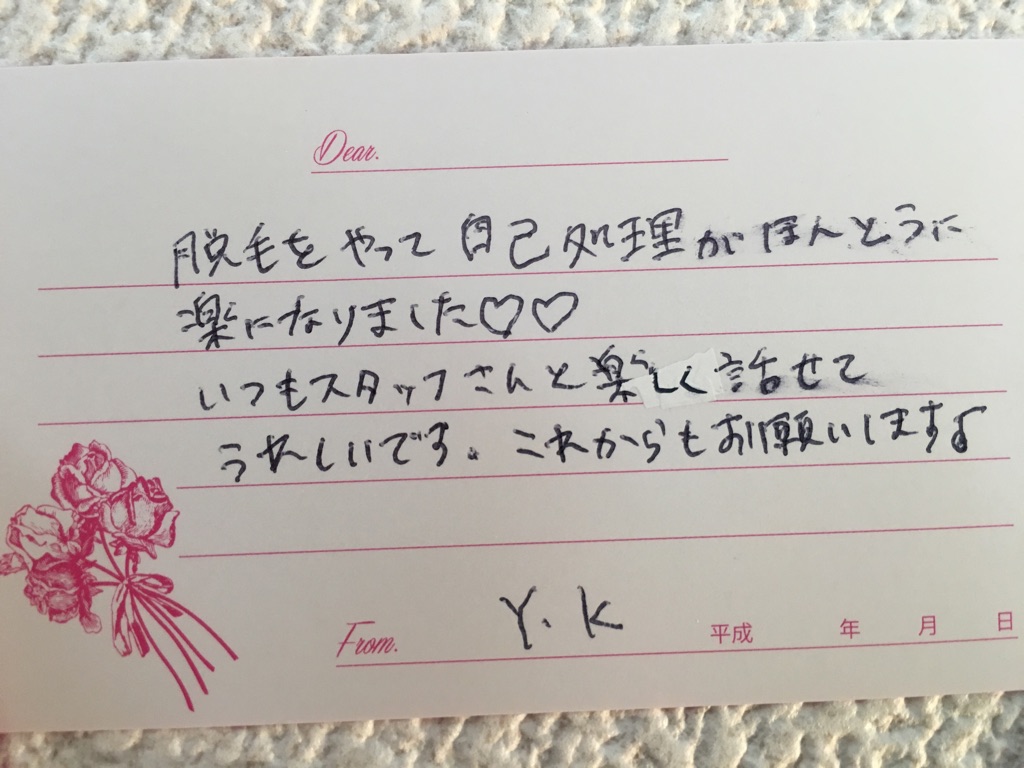 Dear.
脱毛をやって自己処理がほんとうに
楽になりました♡♡
いつもスタッフさんと楽しく話せて
うれしいです。これからもお願いします♪
From. Y. K 平成 年 月 日